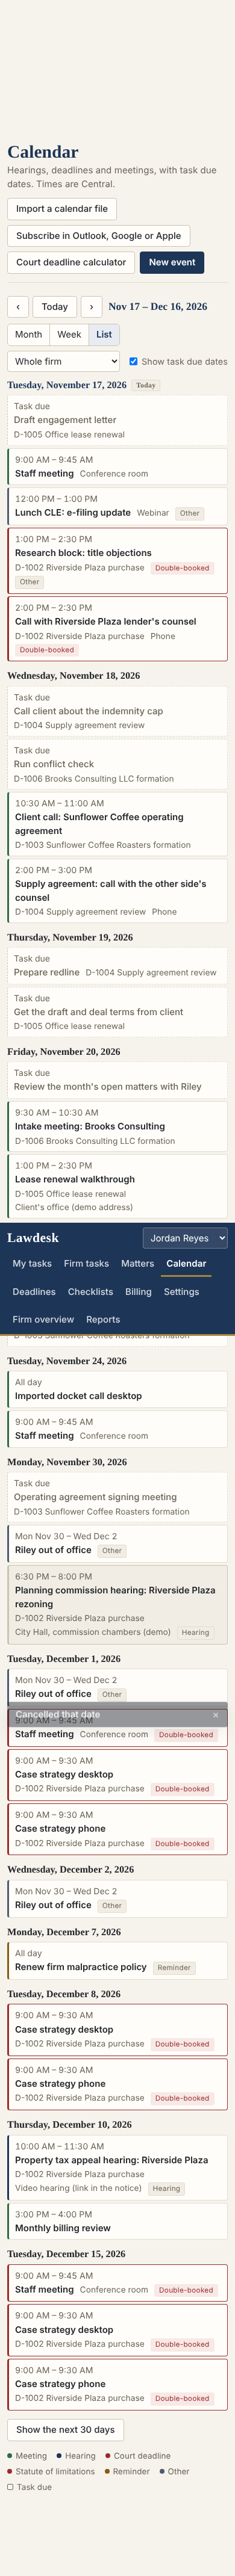 Calendar
Hearings, deadlines and meetings, with task due
dates. Times are Central.
Import a calendar file
Subscribe in Outlook, Google or Apple
Court deadline calculator
New event
‹ Today › Nov 17 – Dec 16, 2026
Month Week List
Whole firm
Show task due dates
Tuesday, November 17, 2026 Today
Task due
Draft engagement letter
D-1005 Office lease renewal
9:00 AM – 9:45 AM
Staff meeting Conference room
12:00 PM – 1:00 PM
Lunch CLE: e-filing update Webinar Other
1:00 PM – 2:30 PM
Research block: title objections
D-1002 Riverside Plaza purchase Double-booked
Other
2:00 PM – 2:30 PM
Call with Riverside Plaza lender's counsel
D-1002 Riverside Plaza purchase Phone
Double-booked
Wednesday, November 18, 2026
Task due
Call client about the indemnity cap
D-1004 Supply agreement review
Task due
Run conflict check
D-1006 Brooks Consulting LLC formation
10:30 AM – 11:00 AM
Client call: Sunflower Coffee operating
agreement
D-1003 Sunflower Coffee Roasters formation
2:00 PM – 3:00 PM
Supply agreement: call with the other side's
counsel
D-1004 Supply agreement review Phone
Thursday, November 19, 2026
Task due
Prepare redline D-1004 Supply agreement review
Task due
Get the draft and deal terms from client
D-1005 Office lease renewal
Friday, November 20, 2026
Task due
Review the month's open matters with Riley
9:30 AM – 10:30 AM
Intake meeting: Brooks Consulting
D-1006 Brooks Consulting LLC formation
1:00 PM – 2:30 PM
Lease renewal walkthrough
D-1005 Office lease renewal
Client's office (demo address)
Lawdesk
Jordan Reyes
My tasks Firm tasks Matters Calendar
Deadlines Checklists Billing Settings
Firm overview Reports
D-1003 Sunflower Coffee Roasters formation
Tuesday, November 24, 2026
All day
Imported docket call desktop
9:00 AM – 9:45 AM
Staff meeting Conference room
Monday, November 30, 2026
Task due
Operating agreement signing meeting
D-1003 Sunflower Coffee Roasters formation
Mon Nov 30 – Wed Dec 2
Riley out of office Other
6:30 PM – 8:00 PM
Planning commission hearing: Riverside Plaza
rezoning
D-1002 Riverside Plaza purchase
City Hall, commission chambers (demo) Hearing
Tuesday, December 1, 2026
Mon Nov 30 – Wed Dec 2
Riley out of office Other
Cancelled that date ×
9:00 AM – 9:45 AM
Staff meeting Conference room Double-booked
9:00 AM – 9:30 AM
Case strategy desktop
D-1002 Riverside Plaza purchase Double-booked
9:00 AM – 9:30 AM
Case strategy phone
D-1002 Riverside Plaza purchase Double-booked
Wednesday, December 2, 2026
Mon Nov 30 – Wed Dec 2
Riley out of office Other
Monday, December 7, 2026
All day
Renew firm malpractice policy Reminder
Tuesday, December 8, 2026
9:00 AM – 9:30 AM
Case strategy desktop
D-1002 Riverside Plaza purchase Double-booked
9:00 AM – 9:30 AM
Case strategy phone
D-1002 Riverside Plaza purchase Double-booked
Thursday, December 10, 2026
10:00 AM – 11:30 AM
Property tax appeal hearing: Riverside Plaza
D-1002 Riverside Plaza purchase
Video hearing (link in the notice) Hearing
3:00 PM – 4:00 PM
Monthly billing review
Tuesday, December 15, 2026
9:00 AM – 9:45 AM
Staff meeting Conference room Double-booked
9:00 AM – 9:30 AM
Case strategy desktop
D-1002 Riverside Plaza purchase Double-booked
9:00 AM – 9:30 AM
Case strategy phone
D-1002 Riverside Plaza purchase Double-booked
Show the next 30 days
Meeting Hearing Court deadline
Statute of limitations Reminder Other
Task due